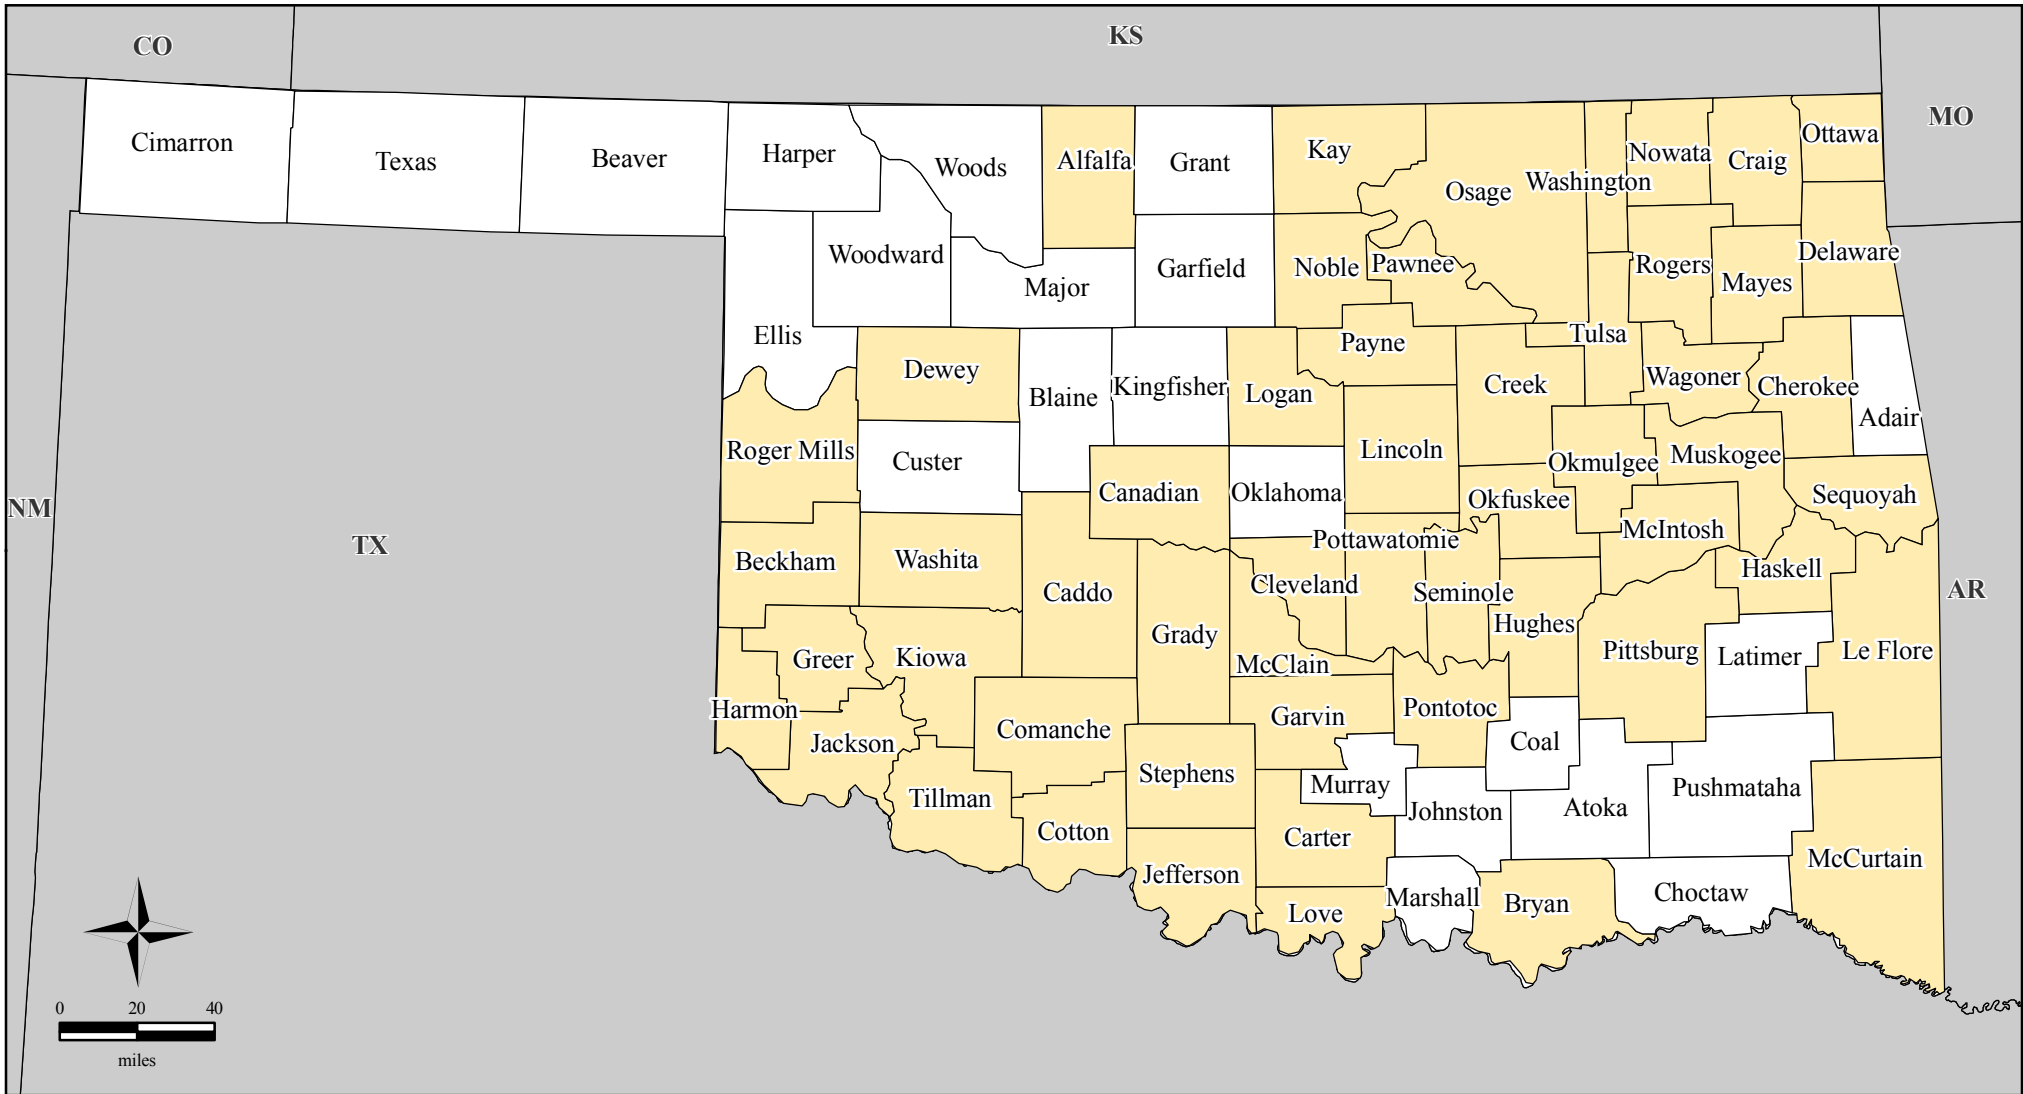 CO
KS
MO
NM
TX
AR
Cimarron
Texas
Beaver
Harper
Woods
Alfalfa
Grant
Kay
Osage
Washington
Nowata
Craig
Ottawa
Ellis
Woodward
Major
Garfield
Noble
Pawnee
Rogers
Mayes
Delaware
Dewey
Blaine
Kingfisher
Logan
Payne
Creek
Tulsa
Wagoner
Cherokee
Adair
Roger Mills
Custer
Canadian
Oklahoma
Lincoln
Okfuskee
Okmulgee
Muskogee
Sequoyah
Beckham
Washita
Caddo
Grady
Cleveland
Pottawatomie
Seminole
Hughes
McIntosh
Haskell
Harmon
Greer
Kiowa
McClain
Pittsburg
Latimer
Le Flore
Jackson
Comanche
Stephens
Garvin
Pontotoc
Coal
Tillman
Cotton
Murray
Johnston
Atoka
Pushmataha
Jefferson
Carter
Love
Marshall
Bryan
Choctaw
McCurtain
0 20 40
miles